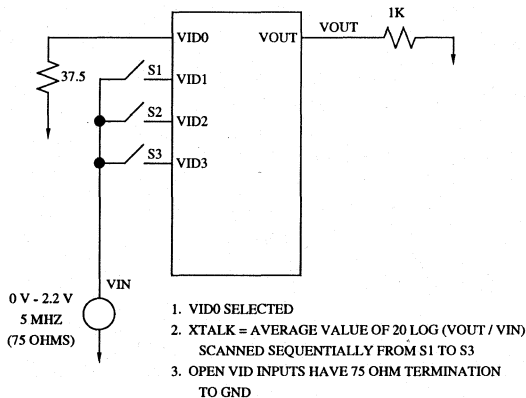 1K
VOUT
VID0
VOUT
37.5
S1
VID1
S2
VID2
S3
VID3
VIN
0 V - 2.2 V
5 MHZ
(75 OHMS)
1. VID0 SELECTED
2. XTALK = AVERAGE VALUE OF 20 LOG (VOUT / VIN)
SCANNED SEQUENTIALLY FROM S1 TO S3
3. OPEN VID INPUTS HAVE 75 OHM TERMINATION
TO GND